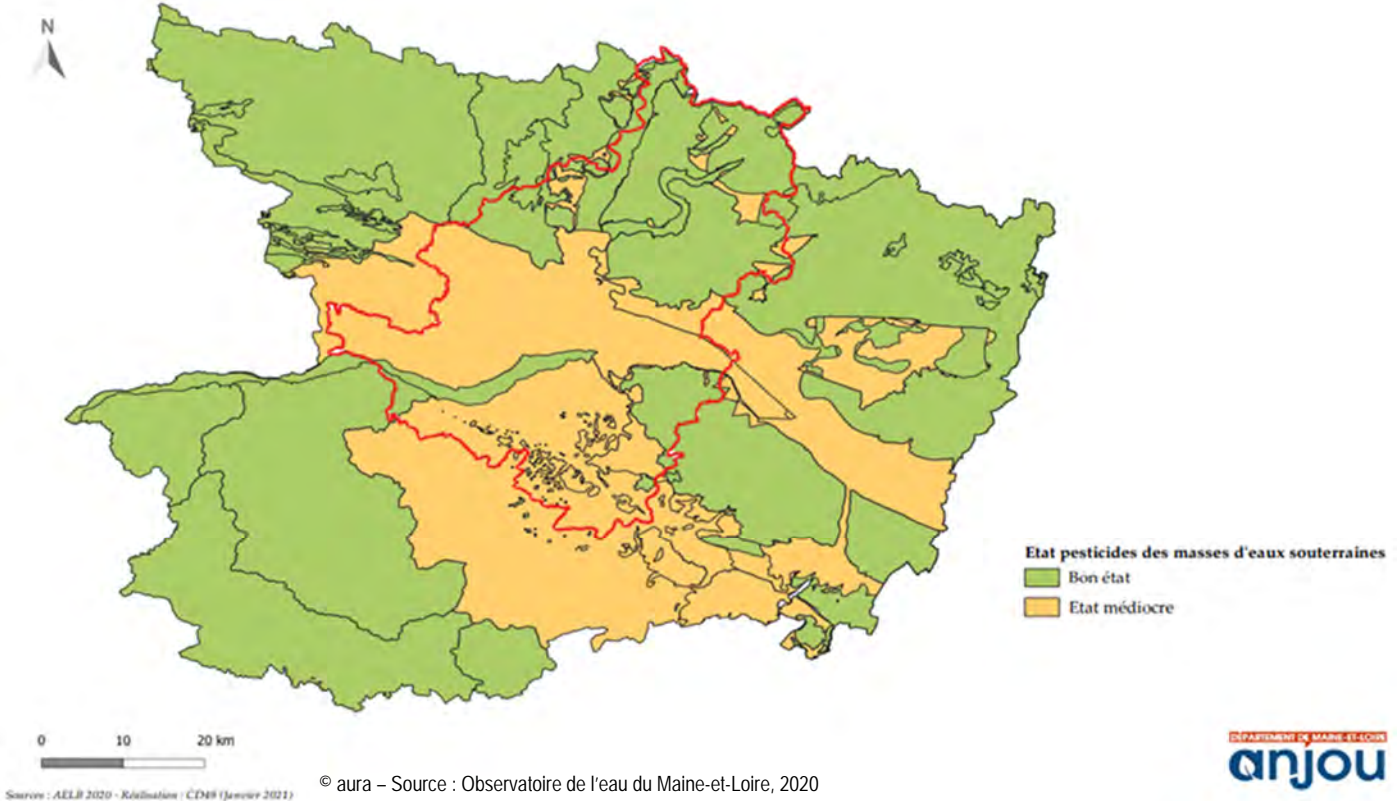 N
Etat pesticides des masses d'eaux souterraines
Bon état
Etat médiocre
0 10 20 km
DÉPARTEMENT DE MAINE-ET-LOIRE
anjou
© aura – Source : Observatoire de l'eau du Maine-et-Loire, 2020
Sources : AELB 2020 - Réalisation : CD49 (Janvier 2021)